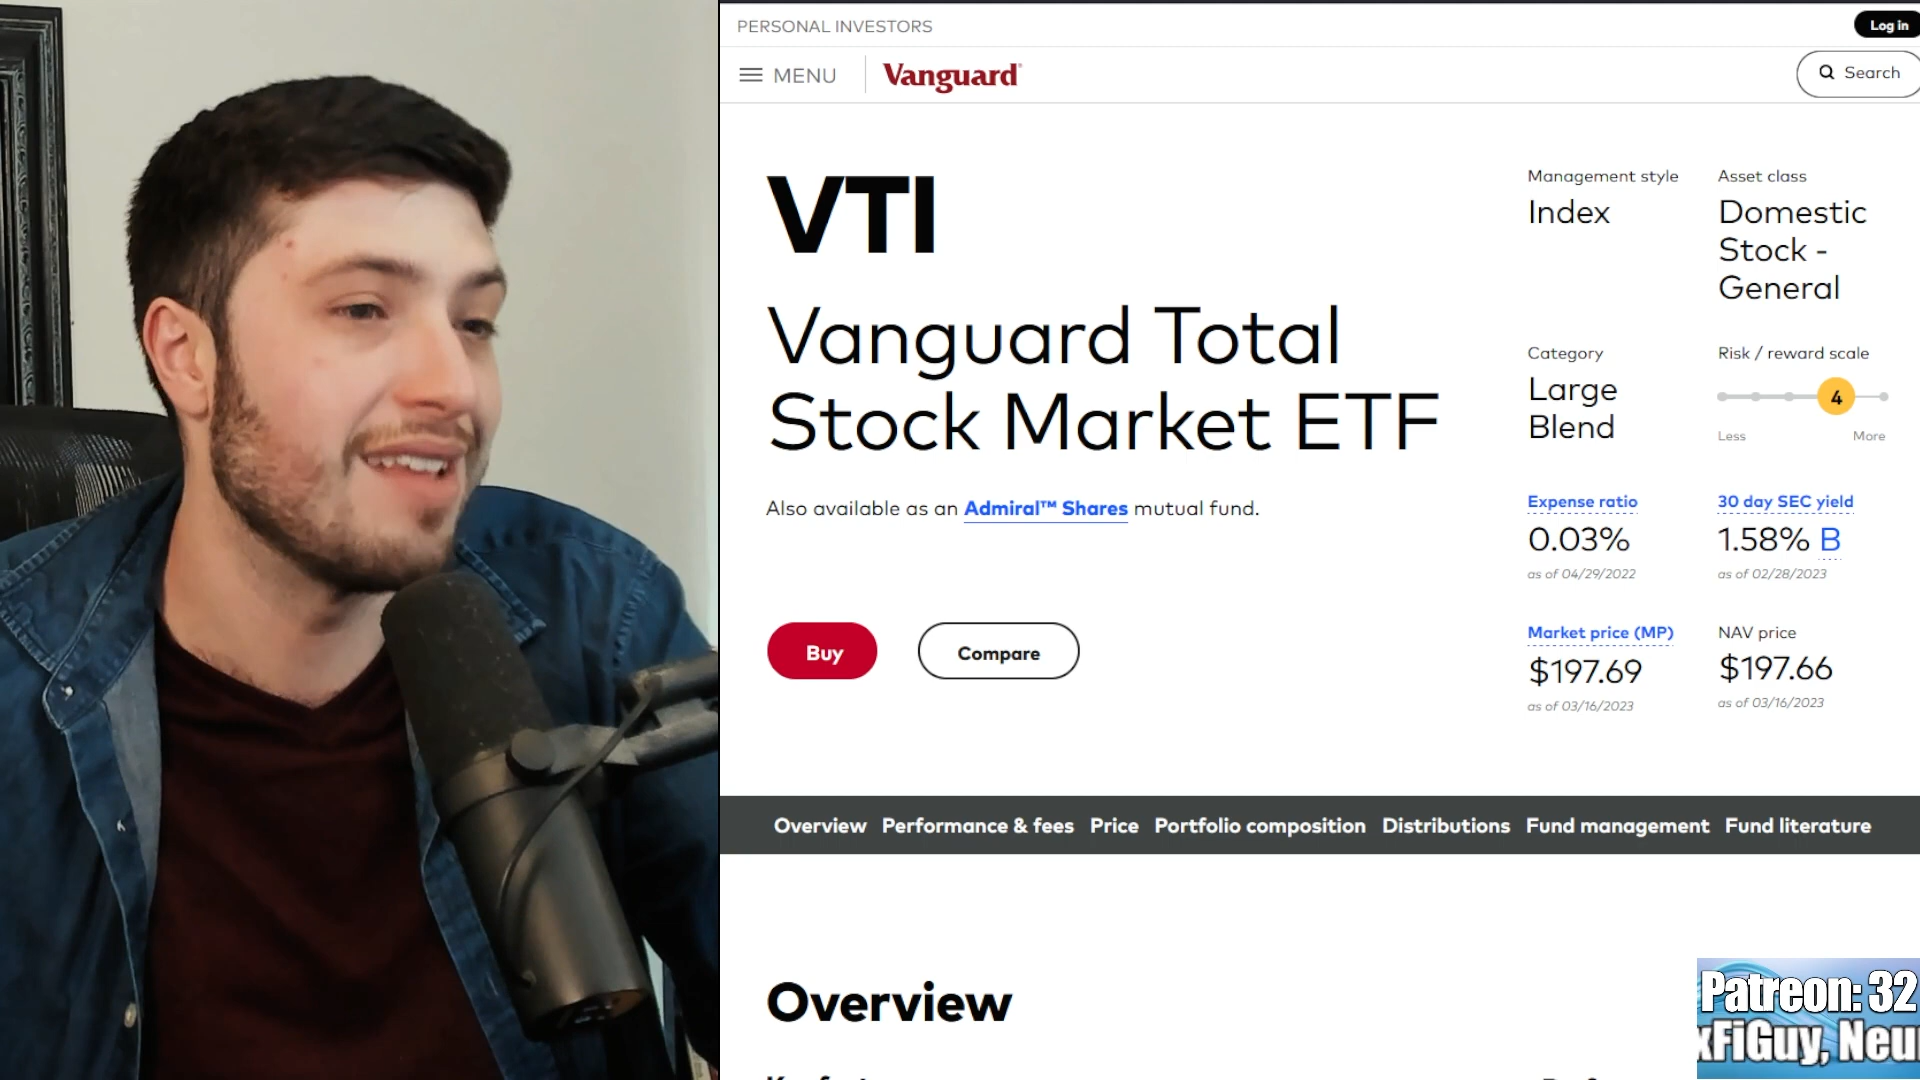 PERSONAL INVESTORS
Log in
MENU
Vanguard
Search
VTI
Vanguard Total
Stock Market ETF
Also available as an Admiral™ Shares mutual fund.
Buy
Compare
Management style
Index
Asset class
Domestic
Stock -
General
Category
Large
Blend
Risk / reward scale
4
Less
More
Expense ratio
0.03%
as of 04/29/2022
30 day SEC yield
1.58% B
as of 02/28/2023
Market price (MP)
$197.69
as of 03/16/2023
NAV price
$197.66
as of 03/16/2023
Overview Performance & fees Price Portfolio composition Distributions Fund management Fund literature
Overview
Patreon: 32
xFiGuy, Neu